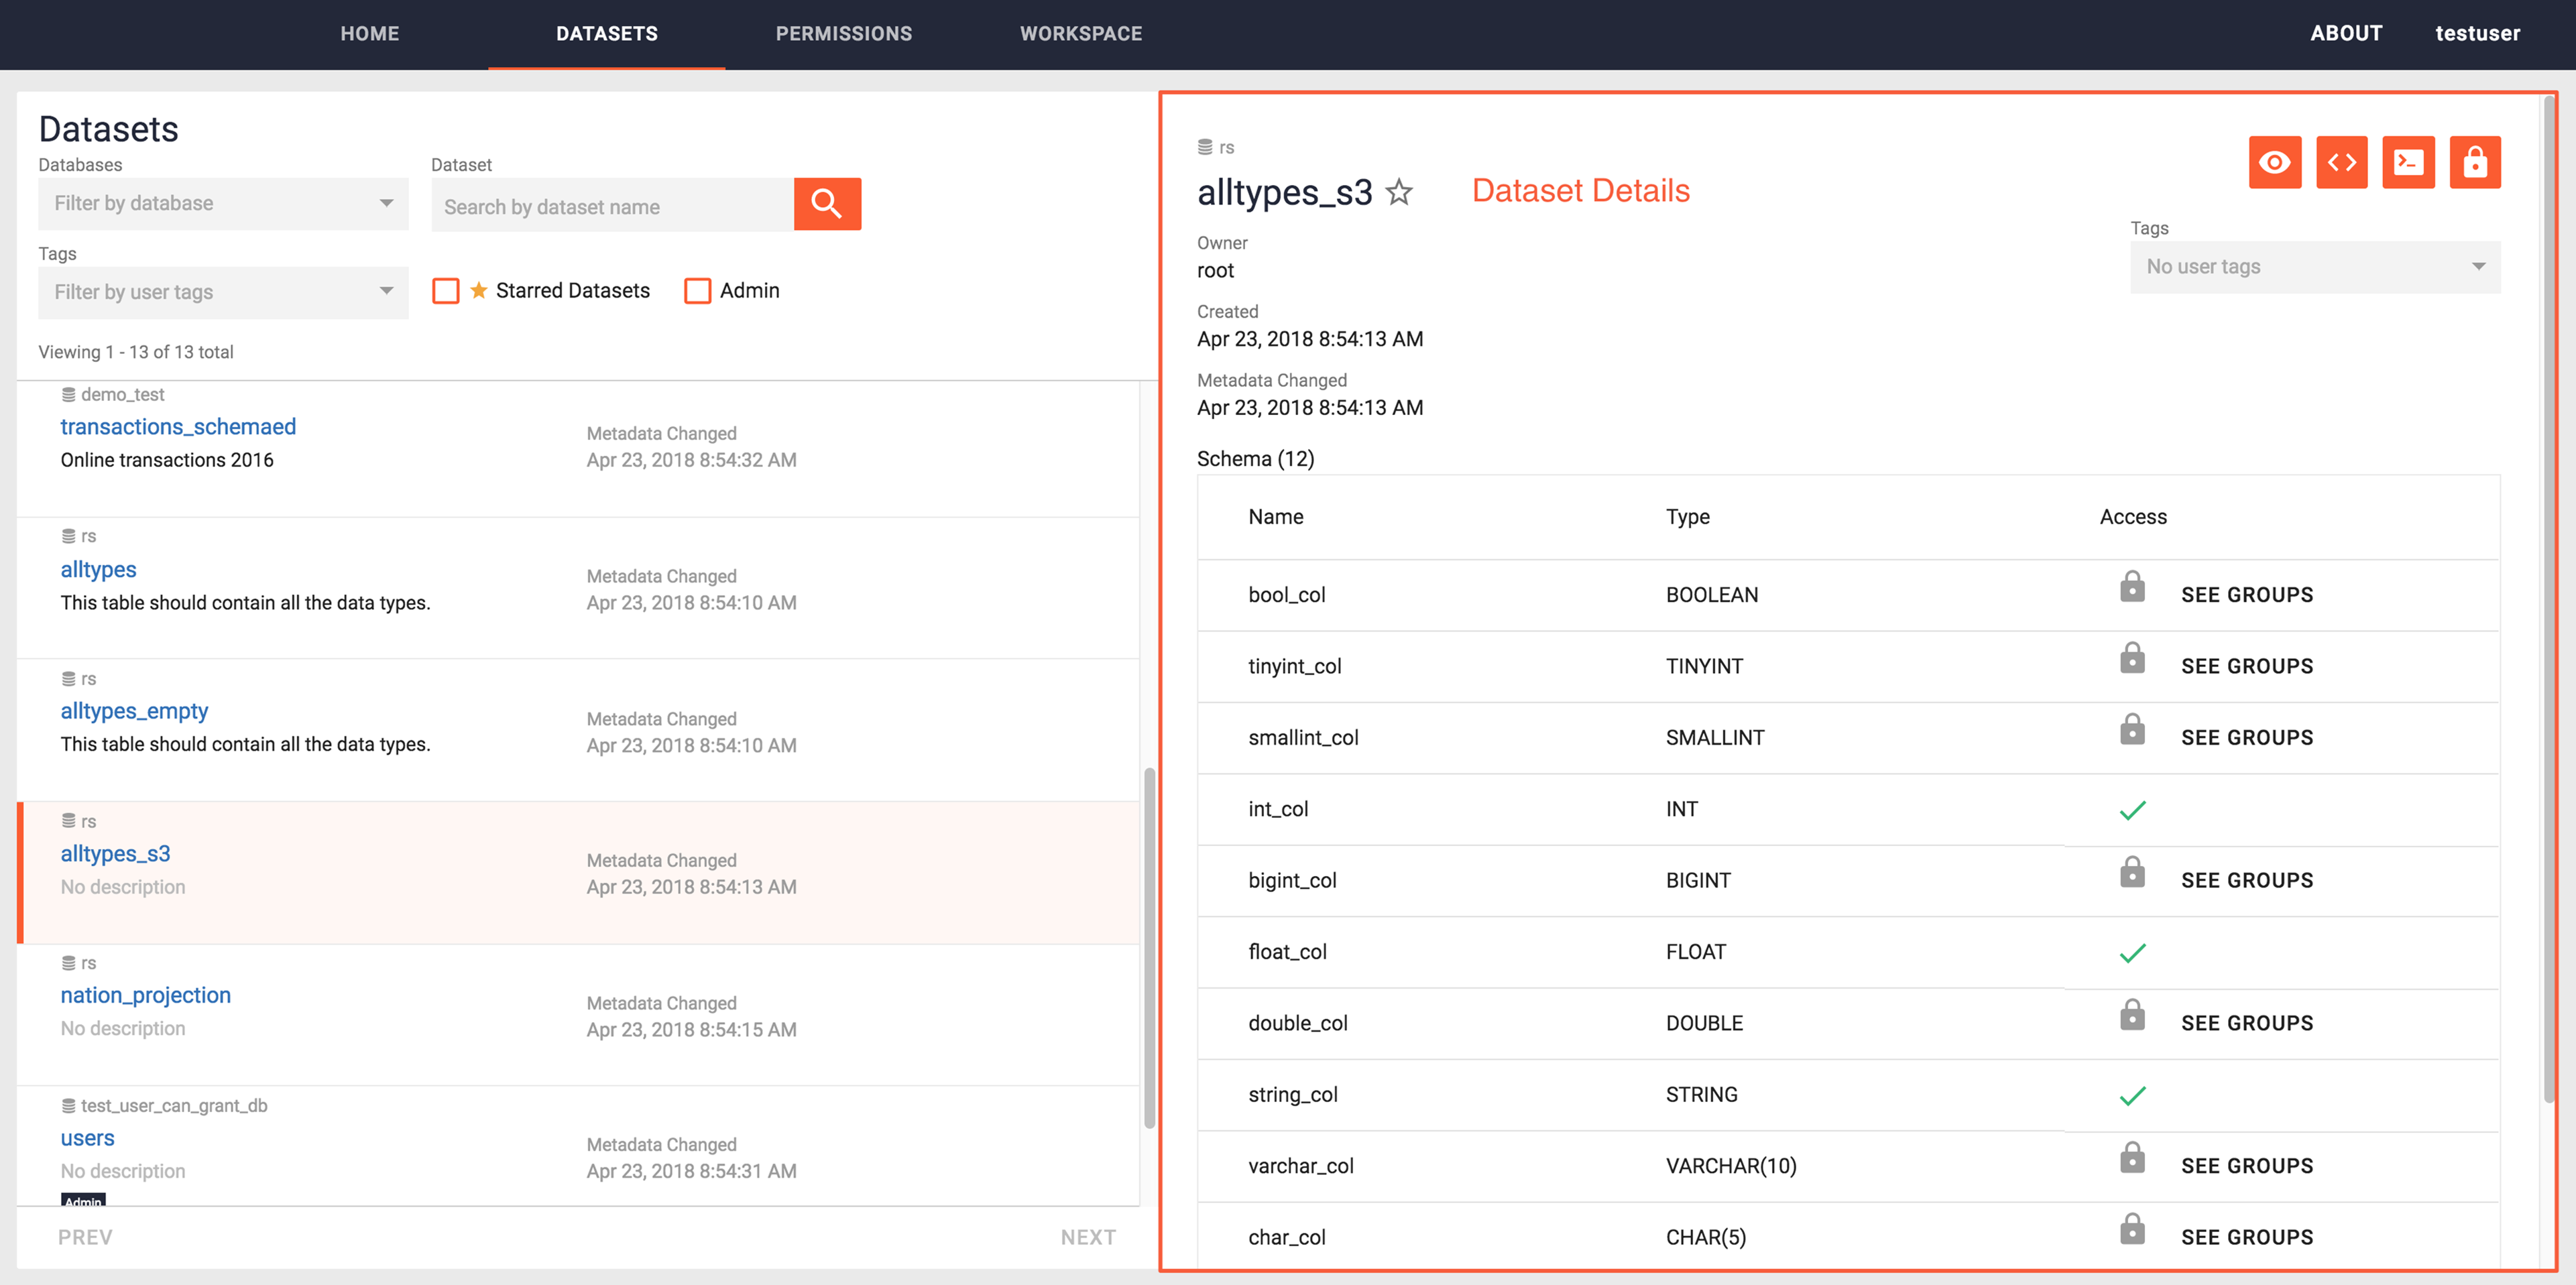 HOME DATASETS PERMISSIONS WORKSPACE ABOUT testuser
Datasets
Databases
Filter by database
Dataset
Search by dataset name
Tags
Filter by user tags
Starred Datasets
Admin
Viewing 1 - 13 of 13 total
demo_test
transactions_schemaed
Online transactions 2016
Metadata Changed
Apr 23, 2018 8:54:32 AM
rs
alltypes
This table should contain all the data types.
Metadata Changed
Apr 23, 2018 8:54:10 AM
rs
alltypes_empty
This table should contain all the data types.
Metadata Changed
Apr 23, 2018 8:54:10 AM
rs
alltypes_s3
No description
Metadata Changed
Apr 23, 2018 8:54:13 AM
rs
nation_projection
No description
Metadata Changed
Apr 23, 2018 8:54:15 AM
test_user_can_grant_db
users
No description
Metadata Changed
Apr 23, 2018 8:54:31 AM
Admin
PREV NEXT
rs
alltypes_s3
Dataset Details
Owner
root
Created
Apr 23, 2018 8:54:13 AM
Metadata Changed
Apr 23, 2018 8:54:13 AM
Tags
No user tags
Schema (12)
Name Type Access
bool_col BOOLEAN SEE GROUPS
tinyint_col TINYINT SEE GROUPS
smallint_col SMALLINT SEE GROUPS
int_col INT
bigint_col BIGINT SEE GROUPS
float_col FLOAT
double_col DOUBLE SEE GROUPS
string_col STRING
varchar_col VARCHAR(10) SEE GROUPS
char_col CHAR(5) SEE GROUPS